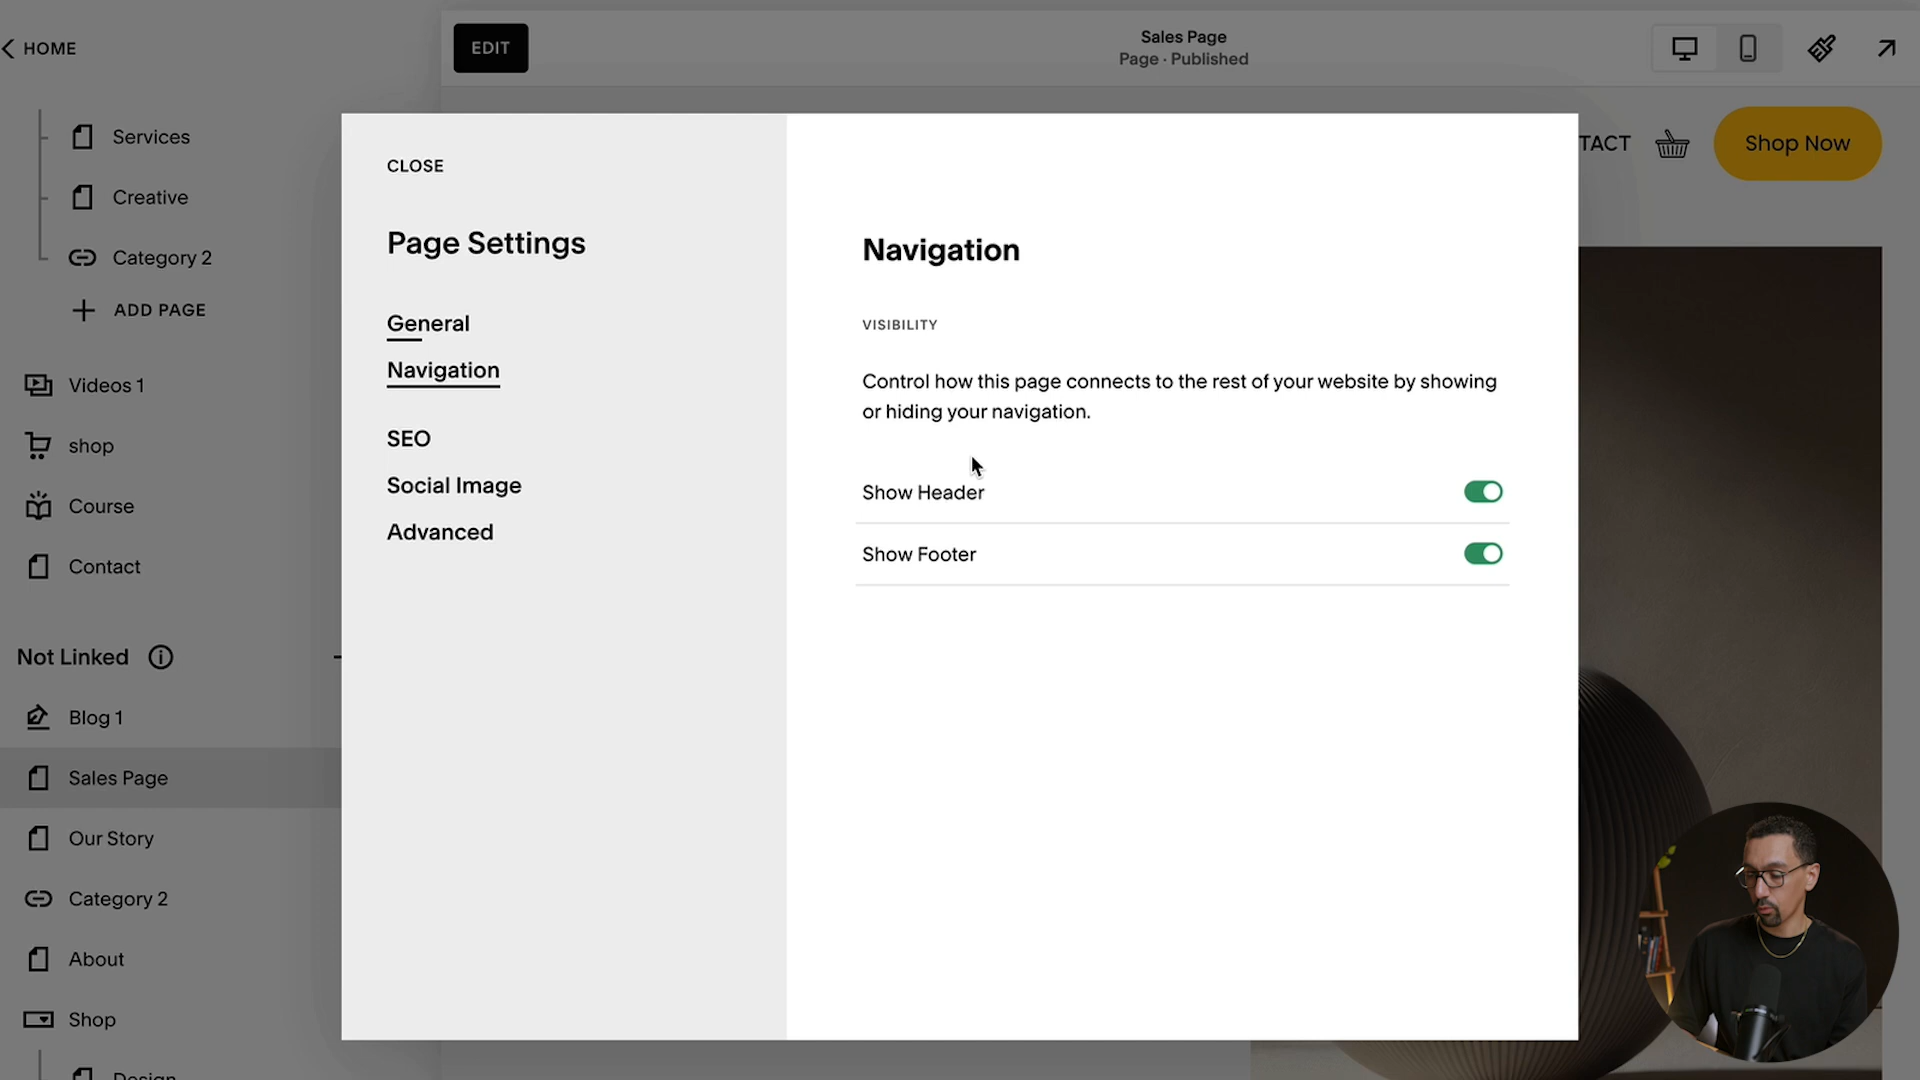 HOME
EDIT
Sales Page
Page · Published
Services
Creative
Category 2
ADD PAGE
Videos 1
shop
Course
Contact
Not Linked
Blog 1
Sales Page
Our Story
Category 2
About
Shop
Design
CLOSE
Page Settings
General
Navigation
SEO
Social Image
Advanced
Navigation
VISIBILITY
Control how this page connects to the rest of your website by showing
or hiding your navigation.
Show Header
Show Footer
TACT
Shop Now